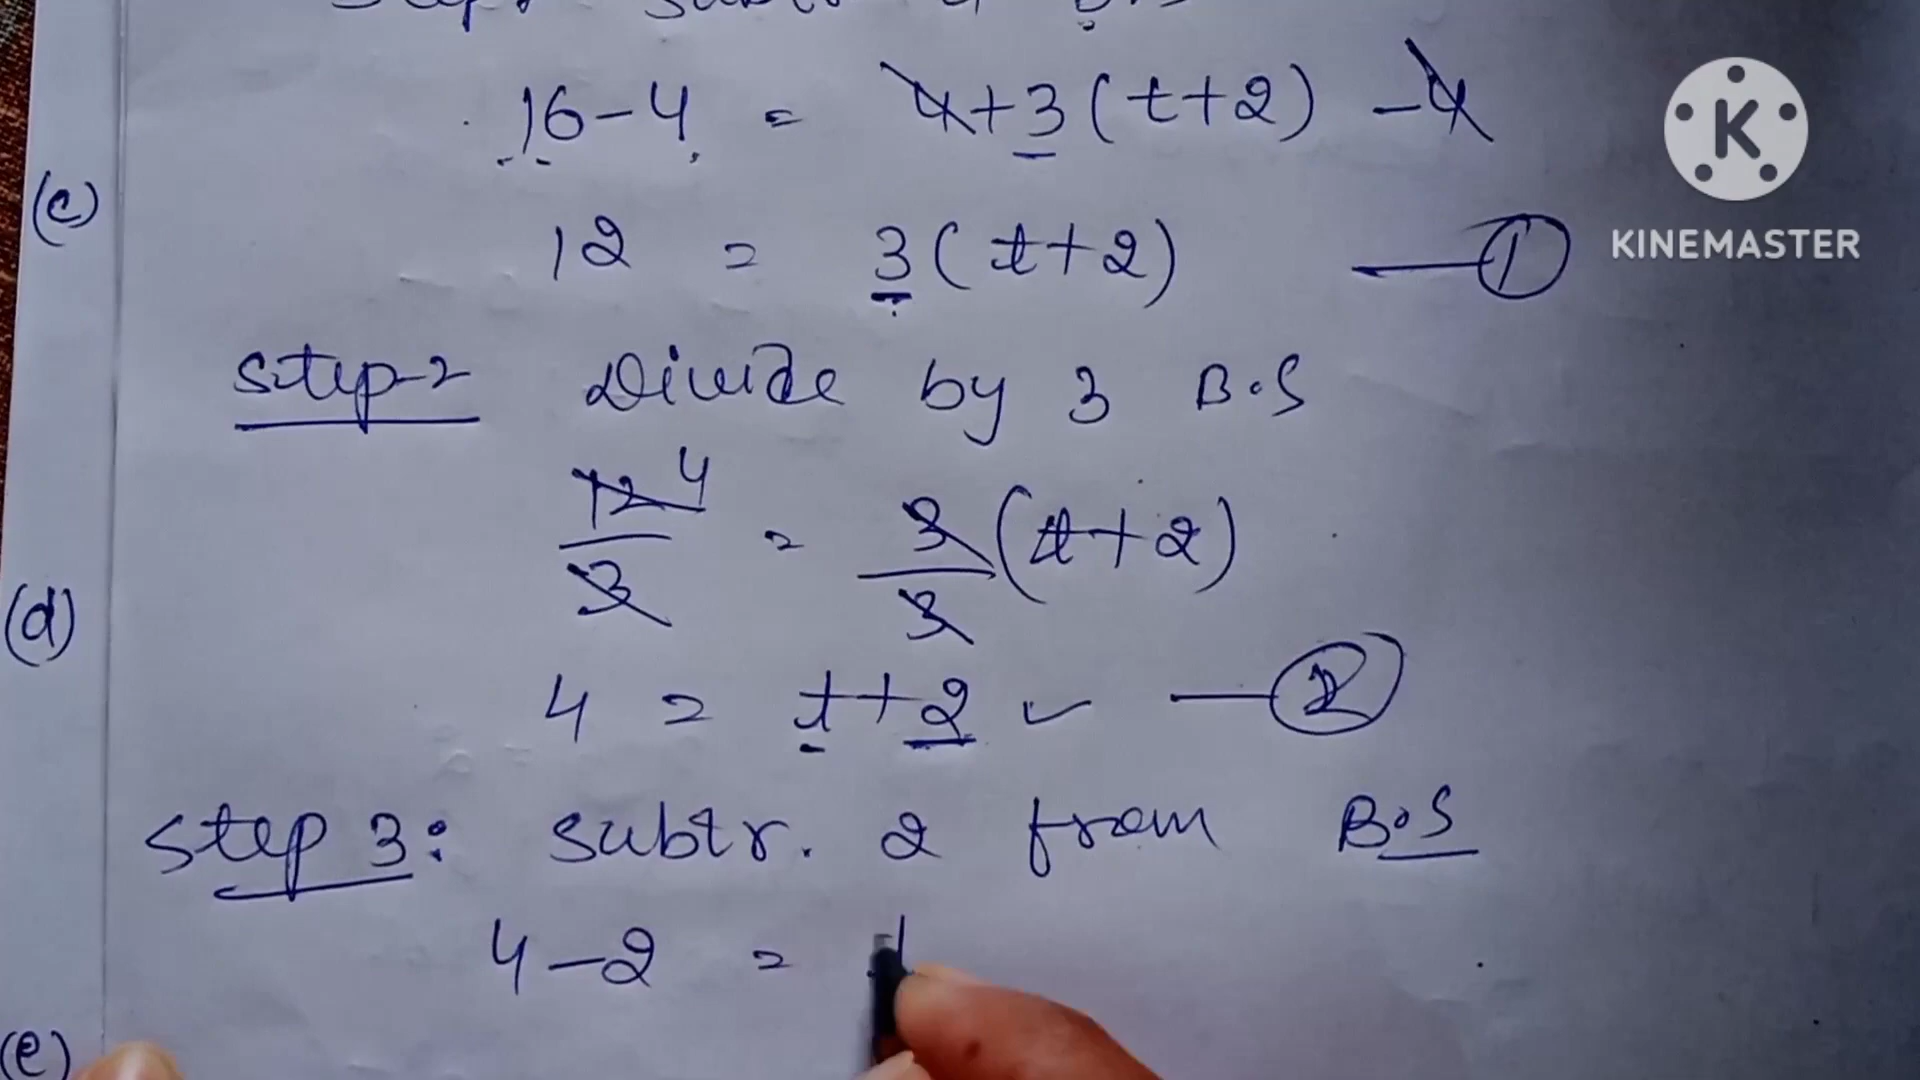 16-4 = 4+3(t+2) -4
(c)
12 = 3(t+2) —①
Step-2 Divide by 3 B.S
12/3 4 = 3/3 (t+2)
(d)
4 = t+2 ✓ —②
Step 3: Subtr. 2 from B.S
4-2 =
(e)
K
KINEMASTER